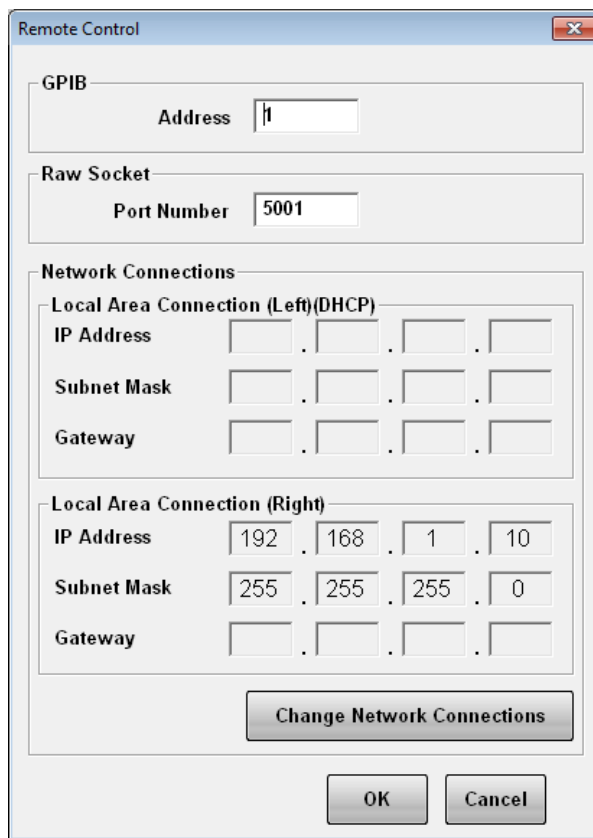 Remote Control
GPIB
Address 1
Raw Socket
Port Number 5001
Network Connections
Local Area Connection (Left)(DHCP)
IP Address . . .
Subnet Mask . . .
Gateway . . .
Local Area Connection (Right)
IP Address 192 . 168 . 1 . 10
Subnet Mask 255 . 255 . 255 . 0
Gateway . . .
Change Network Connections
OK Cancel